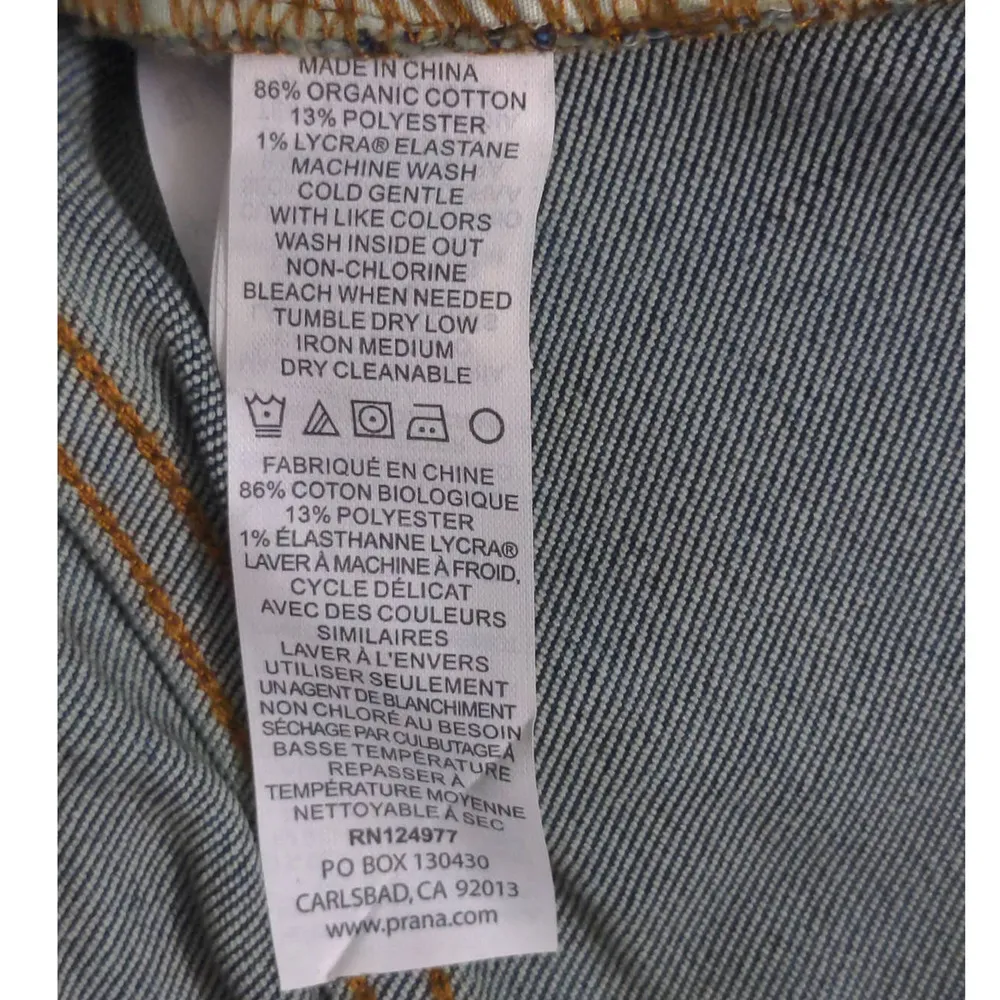 MADE IN CHINA
86% ORGANIC COTTON
13% POLYESTER
1% LYCRA® ELASTANE
MACHINE WASH
COLD GENTLE
WITH LIKE COLORS
WASH INSIDE OUT
NON-CHLORINE
BLEACH WHEN NEEDED
TUMBLE DRY LOW
IRON MEDIUM
DRY CLEANABLE
FABRIQUÉ EN CHINE
86% COTON BIOLOGIQUE
13% POLYESTER
1% ÉLASTHANNE LYCRA®
LAVER À MACHINE À FROID,
CYCLE DÉLICAT
AVEC DES COULEURS
SIMILAIRES
LAVER À L'ENVERS
UTILISER SEULEMENT
UN AGENT DE BLANCHIMENT
NON CHLORÉ AU BESOIN
SÉCHAGE PAR CULBUTAGE À
BASSE TEMPÉRATURE
REPASSER À
TEMPÉRATURE MOYENNE
NETTOYABLE À SEC
RN124977
PO BOX 130430
CARLSBAD, CA 92013
www.prana.com